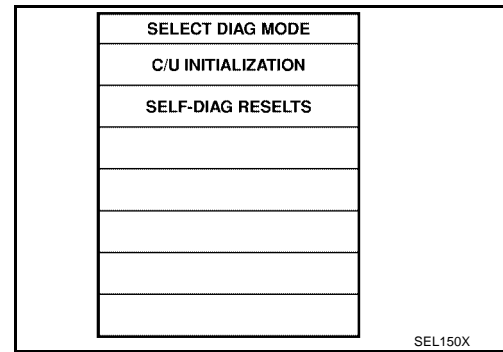 SELECT DIAG MODE
C/U INITIALIZATION
SELF-DIAG RESELTS
SEL150X